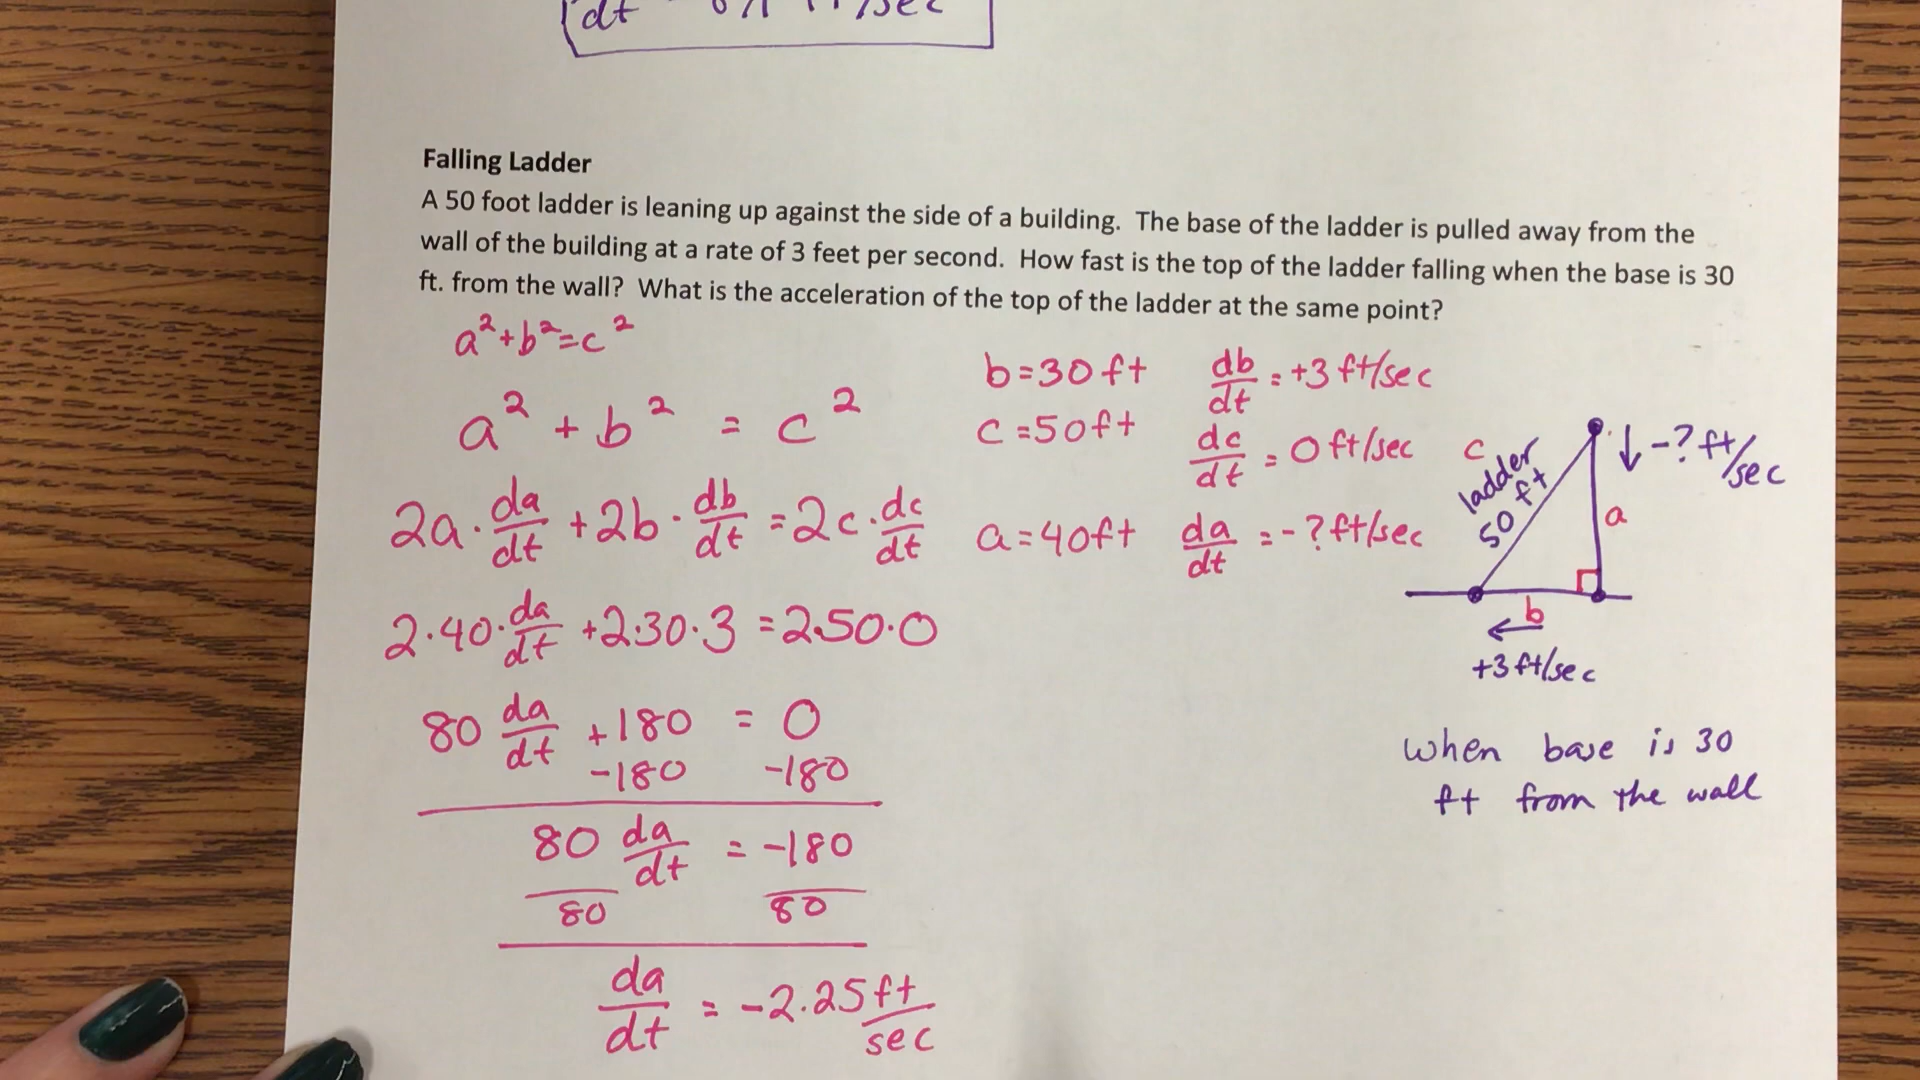 dt
Falling Ladder
A 50 foot ladder is leaning up against the side of a building. The base of the ladder is pulled away from the
wall of the building at a rate of 3 feet per second. How fast is the top of the ladder falling when the base is 30
ft. from the wall? What is the acceleration of the top of the ladder at the same point?
a²+b²=c²
a² + b² = c²
2a · da/dt + 2b · db/dt = 2c · dc/dt
2·40· da/dt +2·30·3 = 2·50·0
80 da/dt +180 = 0
-180 -180
80 da/dt = -180
80 80
da/dt = -2.25 ft/sec
b=30ft db/dt = +3 ft/sec
c=50ft dc/dt = 0 ft/sec
a=40ft da/dt = -? ft/sec
c
ladder
50 ft
↓ -? ft/sec
a
b
←
+3 ft/sec
when base is 30
ft from the wall